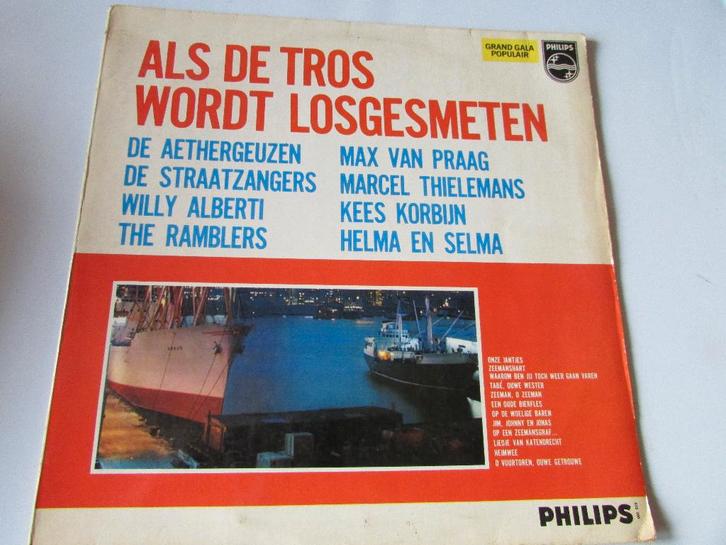 GRAND GALA
POPULAIR
PHILIPS
ALS DE TROS
WORDT LOSGESMETEN
DE AETHERGEUZEN
DE STRAATZANGERS
WILLY ALBERTI
THE RAMBLERS
MAX VAN PRAAG
MARCEL THIELEMANS
KEES KORBIJN
HELMA EN SELMA
ONZE JANTJES
ZEEMANSHART
WAAROM BEN JIJ TOCH WEER GAAN VAREN
TABÉ, OUWE WESTER
ZEEMAN, O ZEEMAN
EEN OUDE BIERFLES
OP DE WOELIGE BAREN
JIM, JOHNNY EN JONAS
OP EEN ZEEMANSGRAF...
LIEDJE VAN KATENDRECHT
HEIMWEE
O VUURTOREN, OUWE GETROUWE
PHILIPS